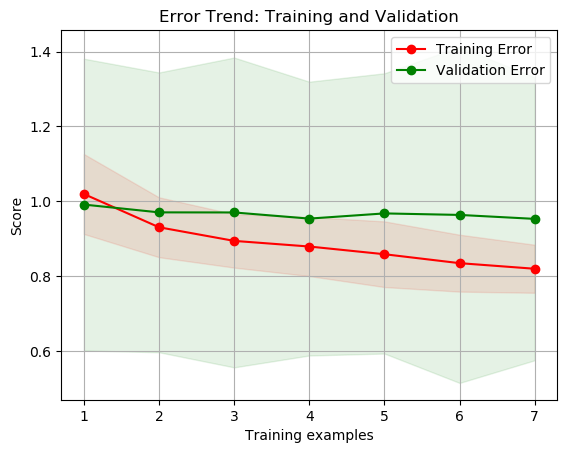 Error Trend: Training and Validation
Training Error
Validation Error
1.4
1.2
1.0
0.8
0.6
Score
1 2 3 4 5 6 7
Training examples